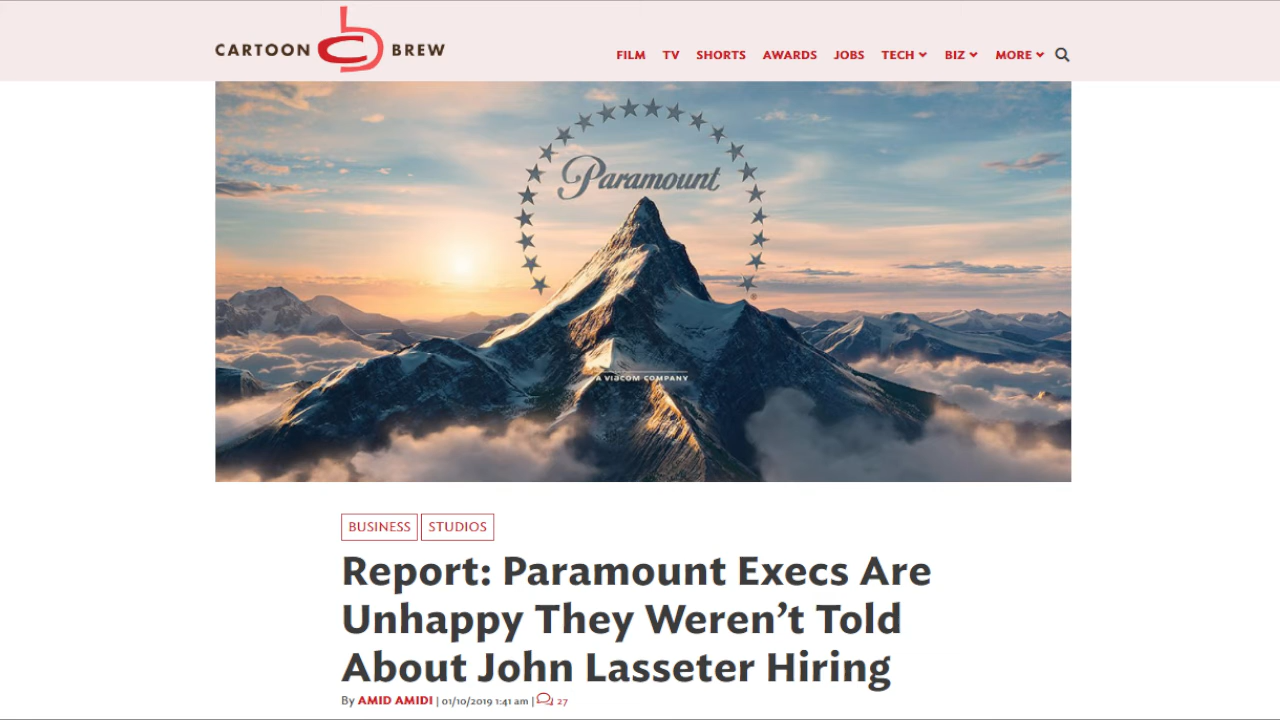 CARTOON BREW
FILM TV SHORTS AWARDS JOBS TECH BIZ MORE
Paramount
A VIACOM COMPANY
BUSINESS STUDIOS
Report: Paramount Execs Are
Unhappy They Weren’t Told
About John Lasseter Hiring
By AMID AMIDI | 01/10/2019 1:41 am | 27